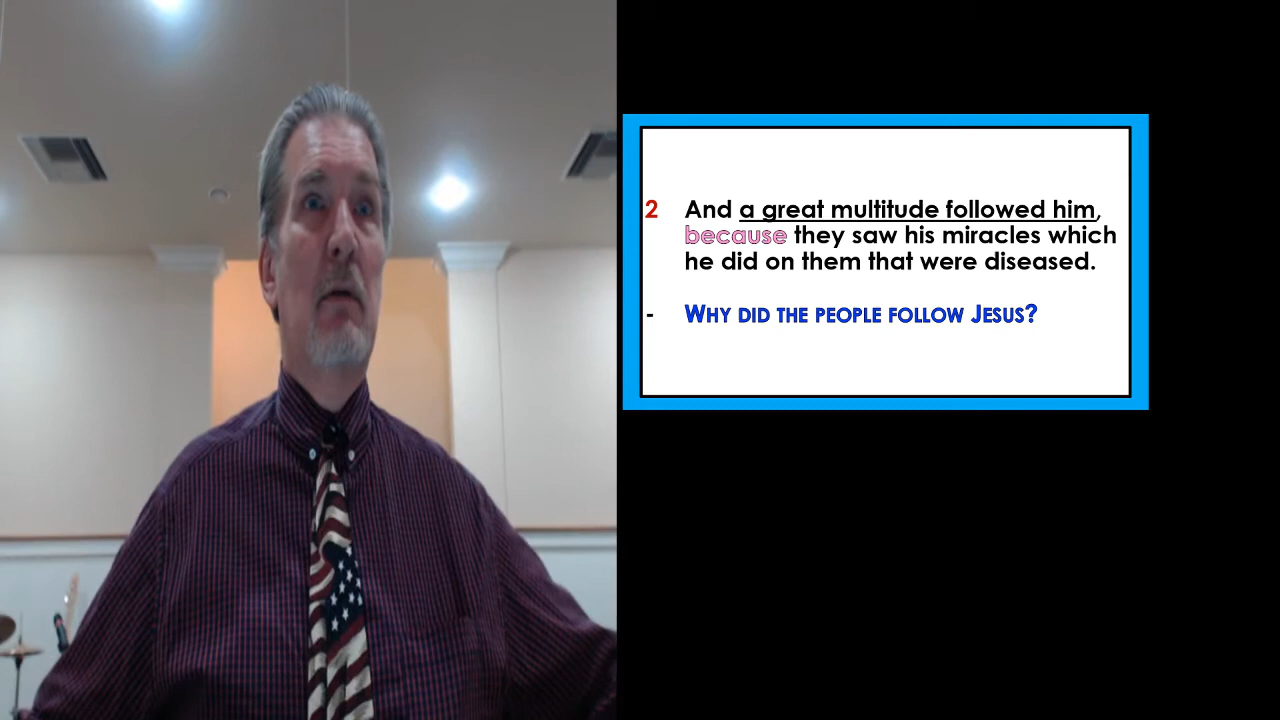 2 And a great multitude followed him,
because they saw his miracles which
he did on them that were diseased.
- WHY DID THE PEOPLE FOLLOW JESUS?